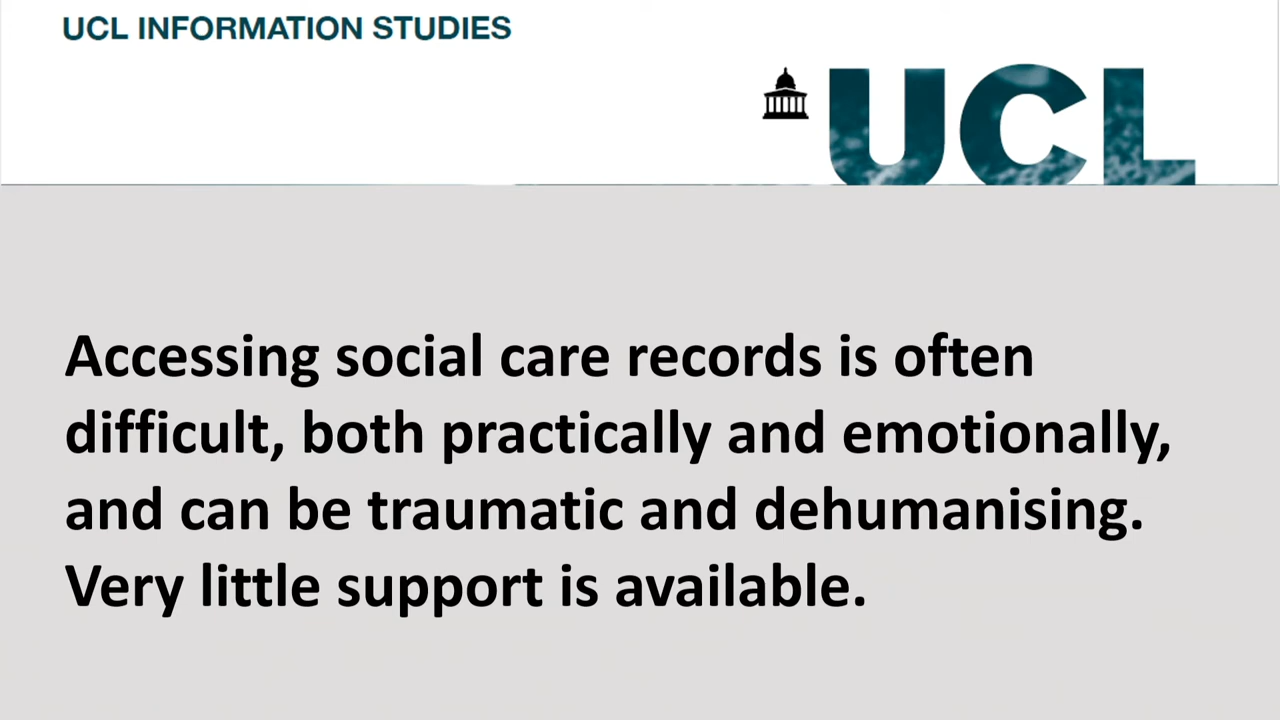 UCL INFORMATION STUDIES
UCL
Accessing social care records is often
difficult, both practically and emotionally,
and can be traumatic and dehumanising.
Very little support is available.